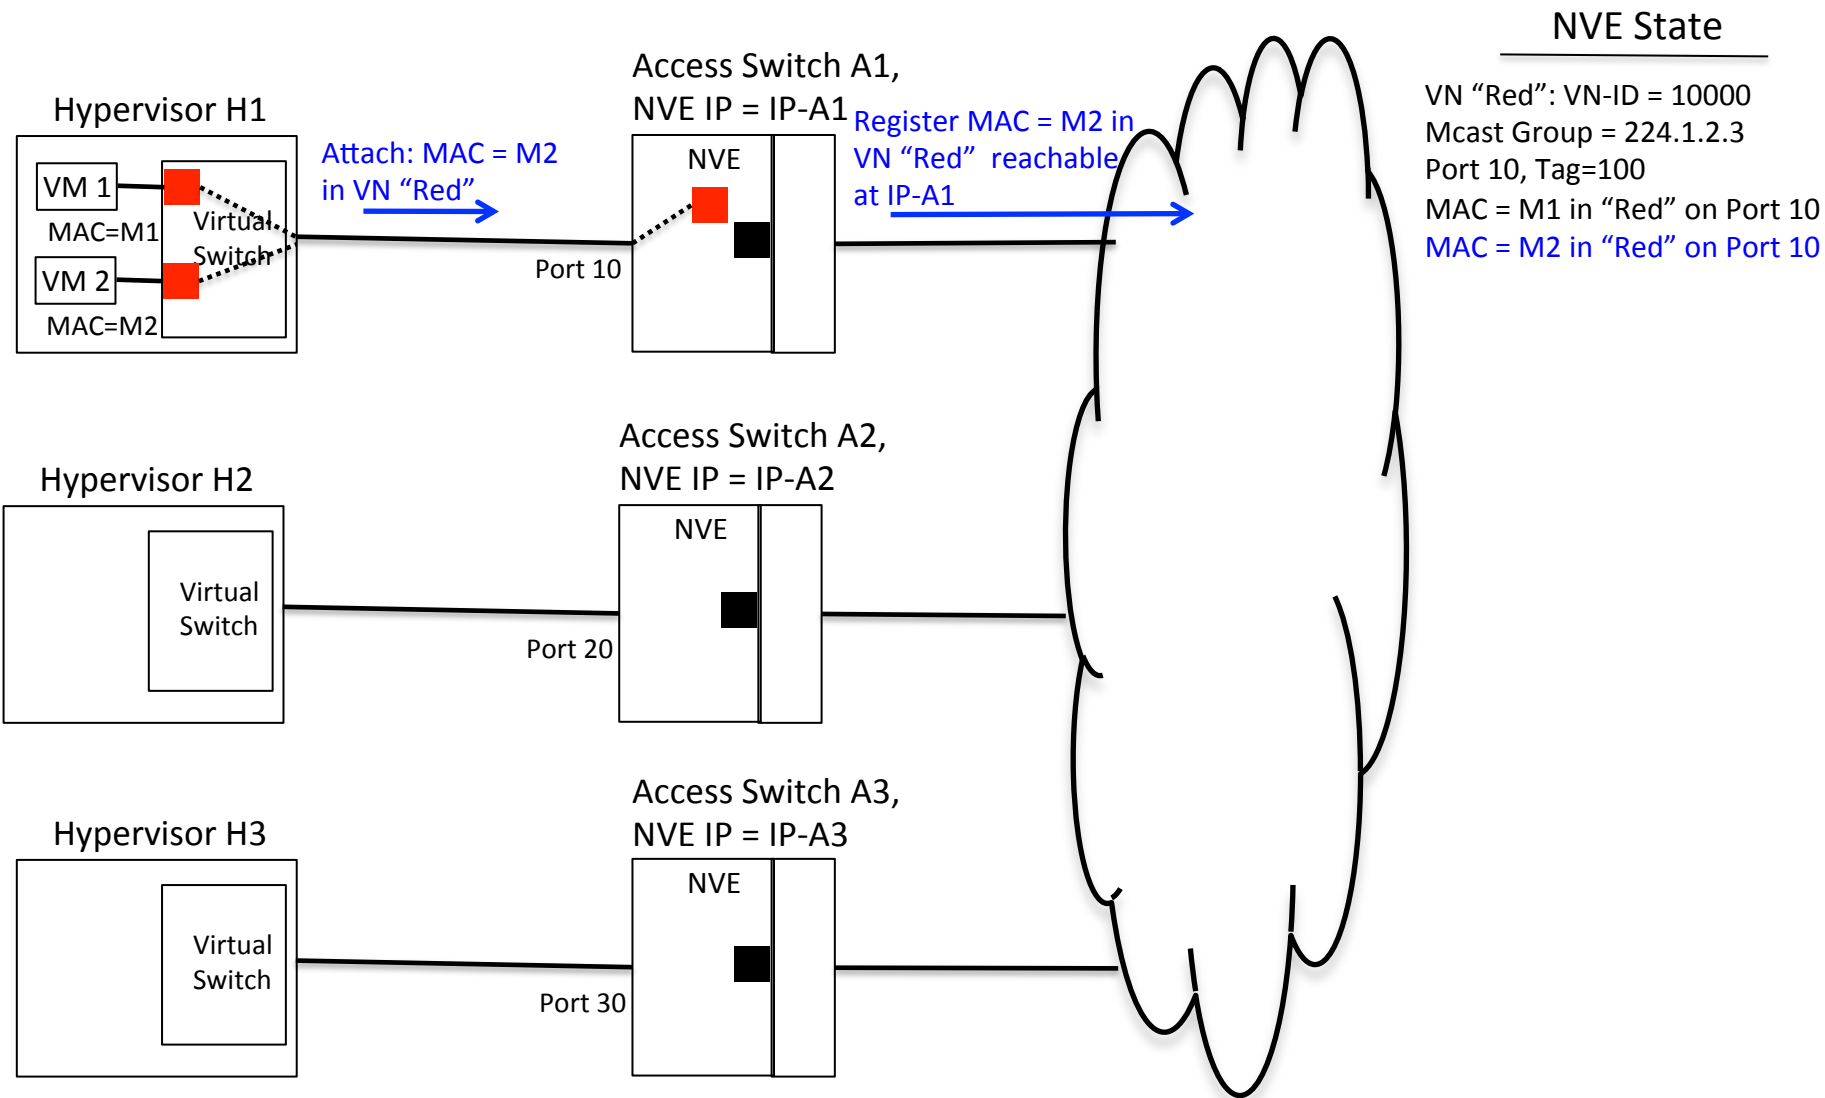 NVE State
VN “Red”: VN-ID = 10000
Mcast Group = 224.1.2.3
Port 10, Tag=100
MAC = M1 in “Red” on Port 10
MAC = M2 in “Red” on Port 10
Hypervisor H1
VM 1
MAC=M1
VM 2
MAC=M2
Virtual
Switch
Attach: MAC = M2
in VN “Red”
Port 10
Access Switch A1,
NVE IP = IP-A1
NVE
Register MAC = M2 in
VN “Red” reachable
at IP-A1
Hypervisor H2
Virtual
Switch
Port 20
Access Switch A2,
NVE IP = IP-A2
NVE
Hypervisor H3
Virtual
Switch
Port 30
Access Switch A3,
NVE IP = IP-A3
NVE